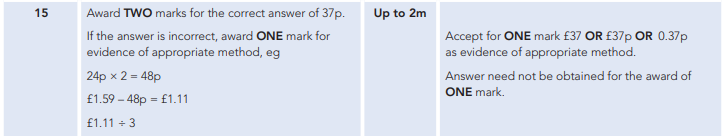 15
Award TWO marks for the correct answer of 37p.
If the answer is incorrect, award ONE mark for
evidence of appropriate method, eg
24p × 2 = 48p
£1.59 – 48p = £1.11
£1.11 ÷ 3
Up to 2m
Accept for ONE mark £37 OR £37p OR 0.37p
as evidence of appropriate method.
Answer need not be obtained for the award of
ONE mark.